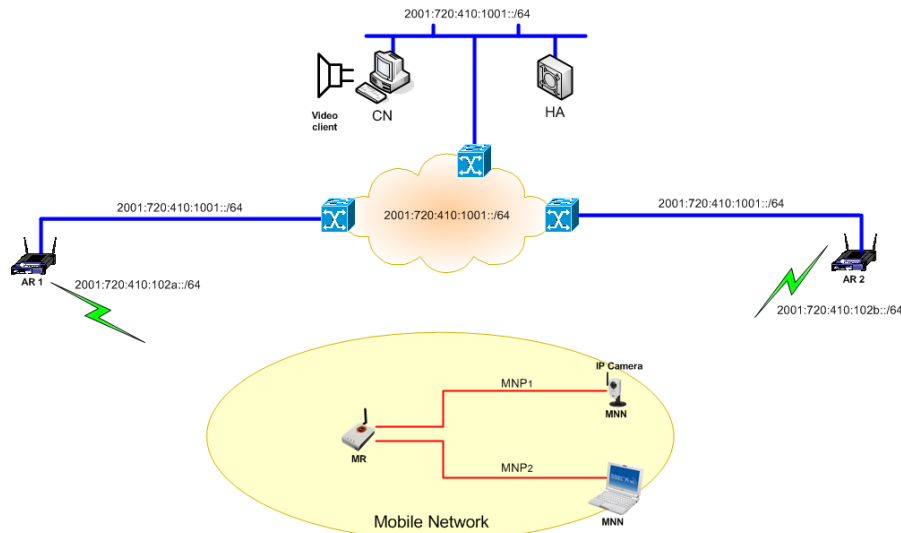 2001:720:410:1001::/64
Video
client
CN
HA
2001:720:410:1001::/64
2001:720:410:1001::/64
2001:720:410:1001::/64
AR 1
AR 2
2001:720:410:102a::/64
2001:720:410:102b::/64
IP Camera
MNP1
MNN
MR
MNP2
MNN
Mobile Network